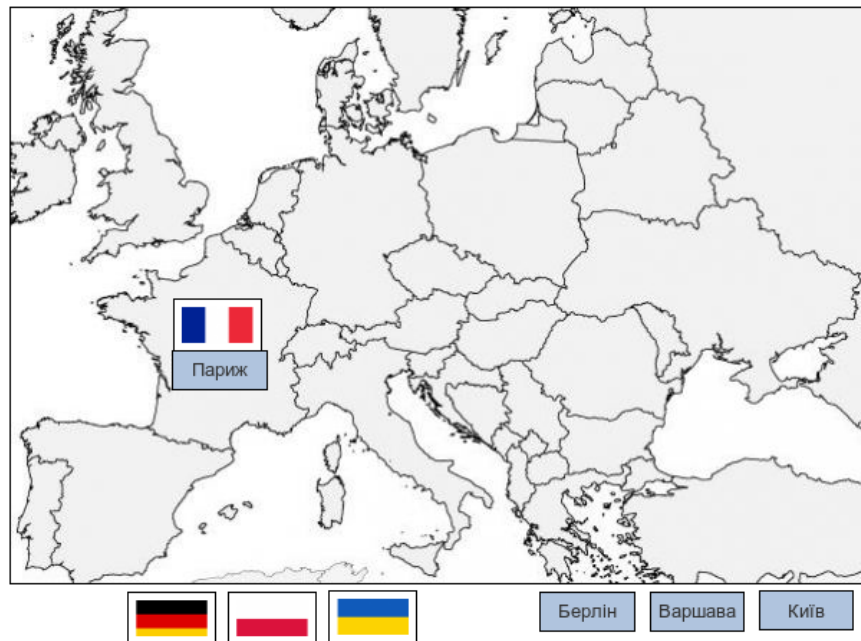 Париж
Берлін
Варшава
Київ